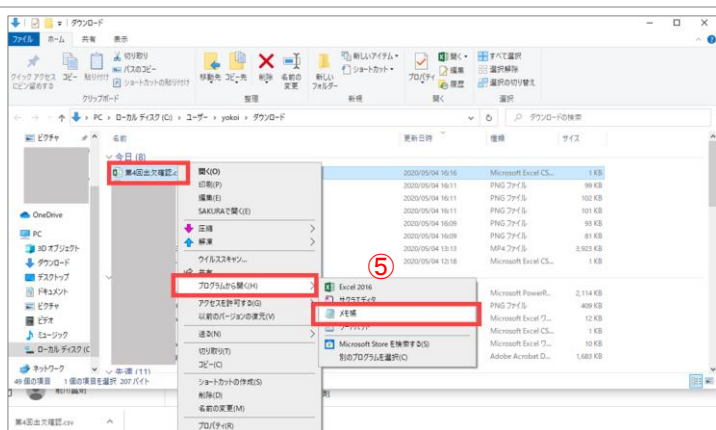 ダウンロード
ファイル ホーム 共有 表示
クイック アクセスにピン留めする
コピー
貼り付け
切り取り
パスのコピー
ショートカットの貼り付け
クリップボード
移動先
コピー先
削除
名前の変更
整理
新しいフォルダー
新しいアイテム
ショートカット
新規
プロパティ
開く
編集
履歴
開く
すべて選択
選択解除
選択の切り替え
選択
PC > ローカル ディスク (C:) > ユーザー > yokoi > ダウンロード
ダウンロードの検索
名前 更新日時 種類 サイズ
ピクチャ
今日 (8)
第4回出欠確認.c 2020/05/04 16:16 Microsoft Excel CS... 1 KB
2020/05/04 16:11 PNG ファイル 99 KB
2020/05/04 16:11 PNG ファイル 102 KB
2020/05/04 16:11 PNG ファイル 101 KB
2020/05/04 16:09 PNG ファイル 93 KB
2020/05/04 16:09 PNG ファイル 81 KB
2020/05/04 13:13 MP4 ファイル 3,923 KB
2020/05/04 12:18 Microsoft Excel CS... 1 KB
Microsoft PowerR... 2,114 KB
PNG ファイル 409 KB
Microsoft Excel ワ... 12 KB
Microsoft Excel CS... 1 KB
Microsoft Excel ワ... 10 KB
Adobe Acrobat D... 1,683 KB
OneDrive
PC
3D オブジェクト
ダウンロード
デスクトップ
ドキュメント
ピクチャ
ビデオ
ミュージック
ローカル ディスク (C
ネットワーク
先週 (11)
開く(O)
印刷(P)
編集(E)
SAKURAで開く(E)
圧縮
解凍
ウイルススキャン...
共有
プログラムから開く(H)
アクセスを許可する(G)
以前のバージョンの復元(V)
送る(N)
切り取り(T)
コピー(C)
ショートカットの作成(S)
削除(D)
名前の変更(M)
プロパティ(R)
⑤
Excel 2016
サクラエディタ
メモ帳
ワードパッド
Microsoft Store を検索する(S)
別のプログラムを選択(C)
49 個の項目 1 個の項目を選択 207 バイト
第4回出欠確認.csv